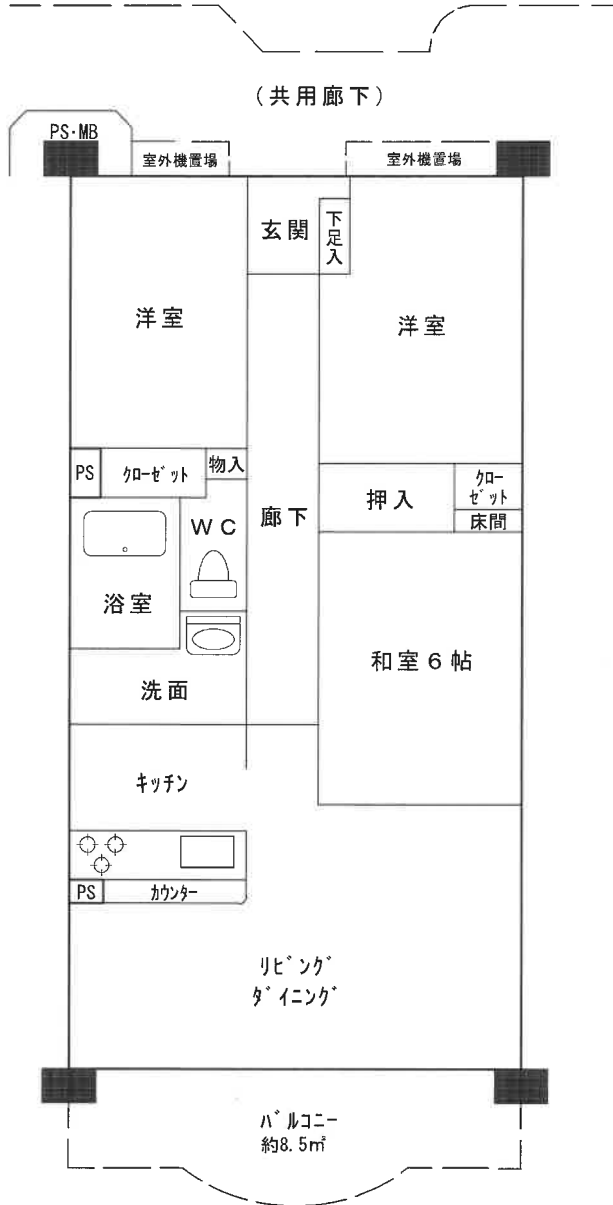 (共用廊下)
PS·MB
室外機置場
室外機置場
玄関
下足入
洋室
洋室
PS
クローゼット
物入
押入
クロー
ゼット
床間
WC
廊下
浴室
和室6帖
洗面
キッチン
PS
カウンター
リビング
ダイニング
バルコニー
約8.5㎡